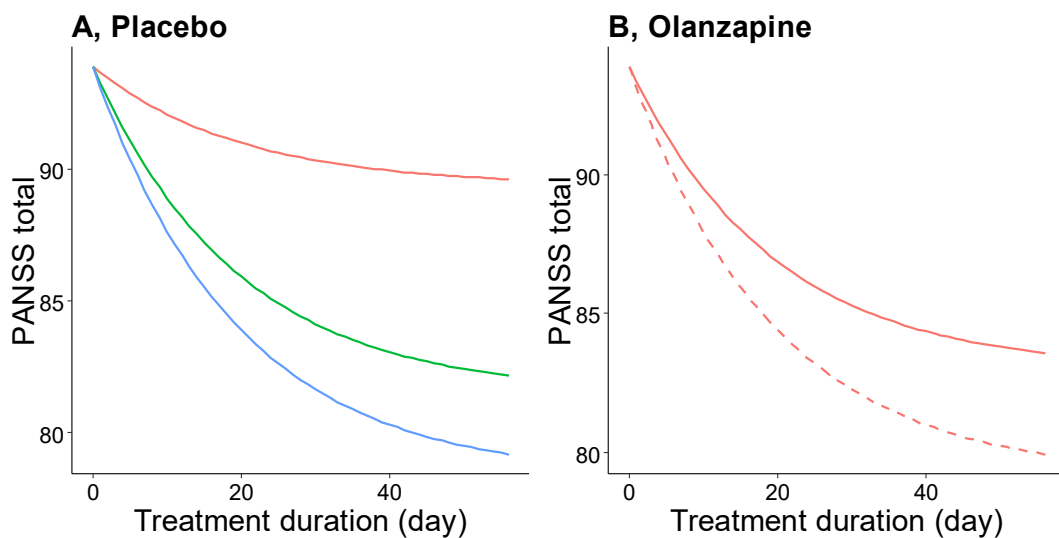 A, Placebo
PANSS total
90
85
80
0
20
40
Treatment duration (day)
B, Olanzapine
PANSS total
90
85
80
0
20
40
Treatment duration (day)